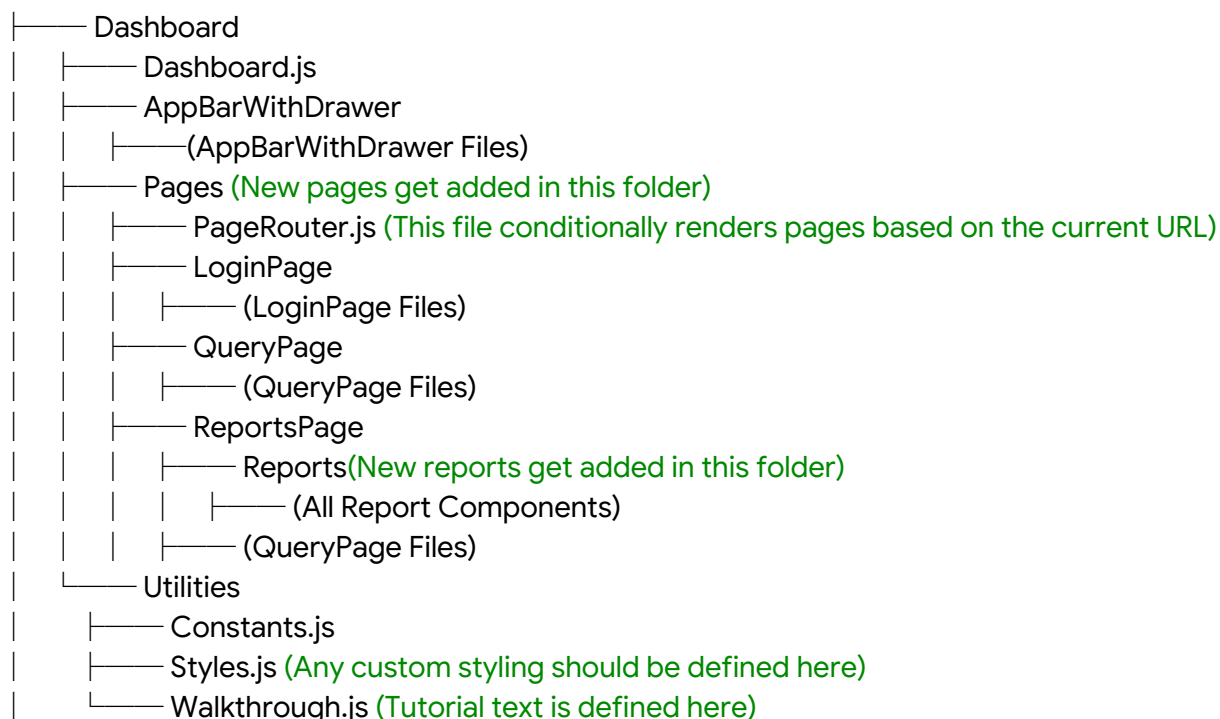 ├── Dashboard
│ ├── Dashboard.js
│ ├── AppBarWithDrawer
│ │ ├──(AppBarWithDrawer Files)
│ ├── Pages (New pages get added in this folder)
│ │ ├── PageRouter.js (This file conditionally renders pages based on the current URL)
│ │ ├── LoginPage
│ │ │ ├── (LoginPage Files)
│ │ ├── QueryPage
│ │ │ ├── (QueryPage Files)
│ │ ├── ReportsPage
│ │ │ ├── Reports(New reports get added in this folder)
│ │ │ │ ├── (All Report Components)
│ │ │ ├── (QueryPage Files)
│ └── Utilities
│ ├── Constants.js
│ ├── Styles.js (Any custom styling should be defined here)
│ └── Walkthrough.js (Tutorial text is defined here)